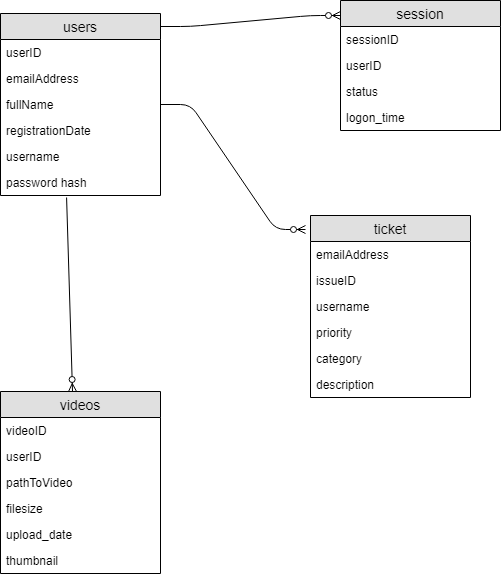 users
userID
emailAddress
fullName
registrationDate
username
password hash
session
sessionID
userID
status
logon_time
ticket
emailAddress
issueID
username
priority
category
description
videos
videoID
userID
pathToVideo
filesize
upload_date
thumbnail